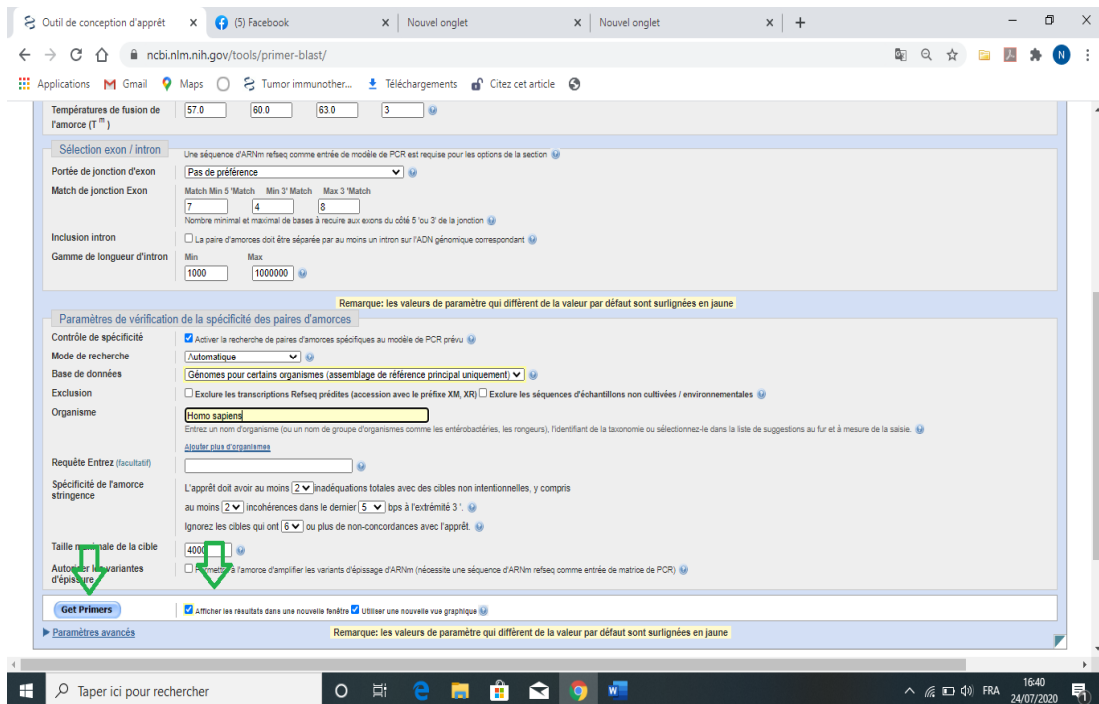 Outil de conception d'apprêt
(5) Facebook
Nouvel onglet
Nouvel onglet
ncbi.nlm.nih.gov/tools/primer-blast/
N
Applications
Gmail
Maps
Tumor immunother...
Téléchargements
Citez cet article
Températures de fusion de l'amorce (T m )
57.0 60.0 63.0 3
Sélection exon / intron
Une séquence d'ARNm refseq comme entrée de modèle de PCR est requise pour les options de la section
Portée de jonction d'exon
Pas de préférence
Match de jonction Exon
Match Min 5 'Match Min 3' Match Max 3 'Match
7 4 8
Nombre minimal et maximal de bases à recuire aux exons du côté 5 'ou 3' de la jonction
Inclusion intron
La paire d'amorces doit être séparée par au moins un intron sur l'ADN génomique correspondant
Gamme de longueur d'intron
Min Max
1000 1000000
Remarque: les valeurs de paramètre qui diffèrent de la valeur par défaut sont surlignées en jaune
Paramètres de vérification de la spécificité des paires d'amorces
Contrôle de spécificité
Activer la recherche de paires d'amorces spécifiques au modèle de PCR prévu
Mode de recherche
Automatique
Base de données
Génomes pour certains organismes (assemblage de référence principal uniquement)
Exclusion
Exclure les transcriptions Refseq prédites (accession avec le préfixe XM, XR) Exclure les séquences d'échantillons non cultivées / environnementales
Organisme
Homo sapiens
Entrez un nom d'organisme (ou un nom de groupe d'organismes comme les entérobactéries, les rongeurs), l'identifiant de la taxonomie ou sélectionnez-le dans la liste de suggestions au fur et à mesure de la saisie.
Ajouter plus d'organismes
Requête Entrez (facultatif)
Spécificité de l'amorce stringence
L'apprêt doit avoir au moins 2 inadéquations totales avec des cibles non intentionnelles, y compris
au moins 2 incohérences dans le dernier 5 bps à l'extrémité 3 '.
Ignorez les cibles qui ont 6 ou plus de non-concordances avec l'apprêt.
Taille maximale de la cible
4000
Autoriser les variantes d'épissure
Permettre à l'amorce d'amplifier les variants d'épissage d'ARNm (nécessite une séquence d'ARNm refseq comme entrée de matrice de PCR)
Get Primers
Afficher les résultats dans une nouvelle fenêtre Utiliser une nouvelle vue graphique
Paramètres avancés
Remarque: les valeurs de paramètre qui diffèrent de la valeur par défaut sont surlignées en jaune
Taper ici pour rechercher
FRA
16:40
24/07/2020